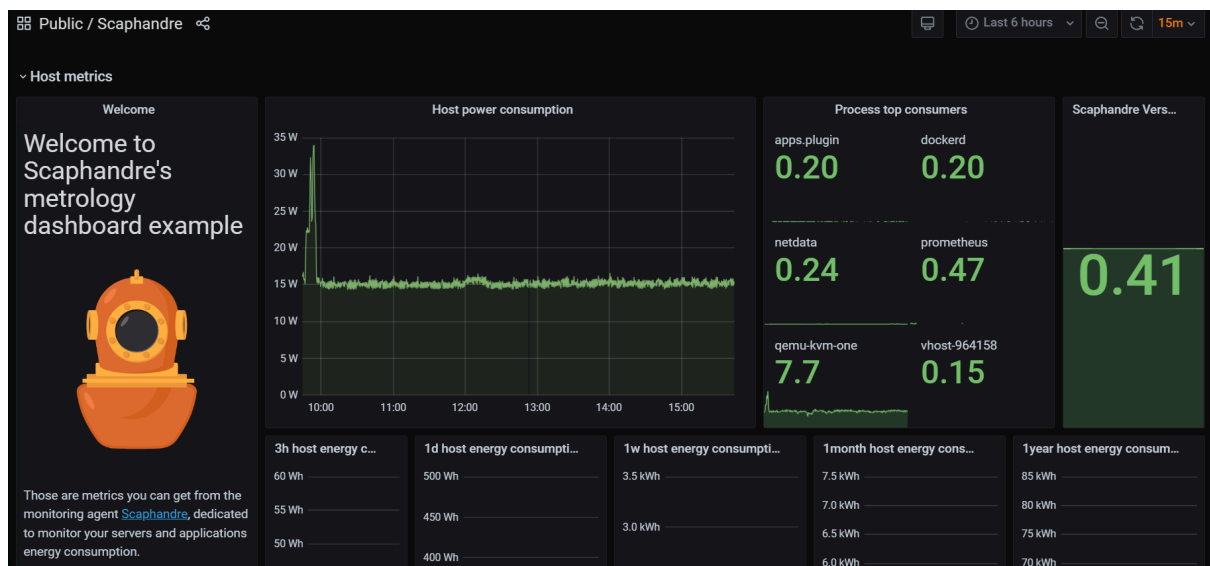 Public / Scaphandre
Last 6 hours
15m
Host metrics
Welcome
Welcome to
Scaphandre's
metrology
dashboard example
Those are metrics you can get from the
monitoring agent Scaphandre, dedicated
to monitor your servers and applications
energy consumption.
Host power consumption
35 W
30 W
25 W
20 W
15 W
10 W
5 W
0 W
10:00 11:00 12:00 13:00 14:00 15:00
Process top consumers
apps.plugin dockerd
0.20 0.20
netdata prometheus
0.24 0.47
qemu-kvm-one vhost-964158
7.7 0.15
Scaphandre Vers...
0.41
3h host energy c...
60 Wh
55 Wh
50 Wh
1d host energy consumpti...
500 Wh
450 Wh
400 Wh
1w host energy consumpti...
3.5 kWh
3.0 kWh
1month host energy cons...
7.5 kWh
7.0 kWh
6.5 kWh
6.0 kWh
1year host energy consum...
85 kWh
80 kWh
75 kWh
70 kWh